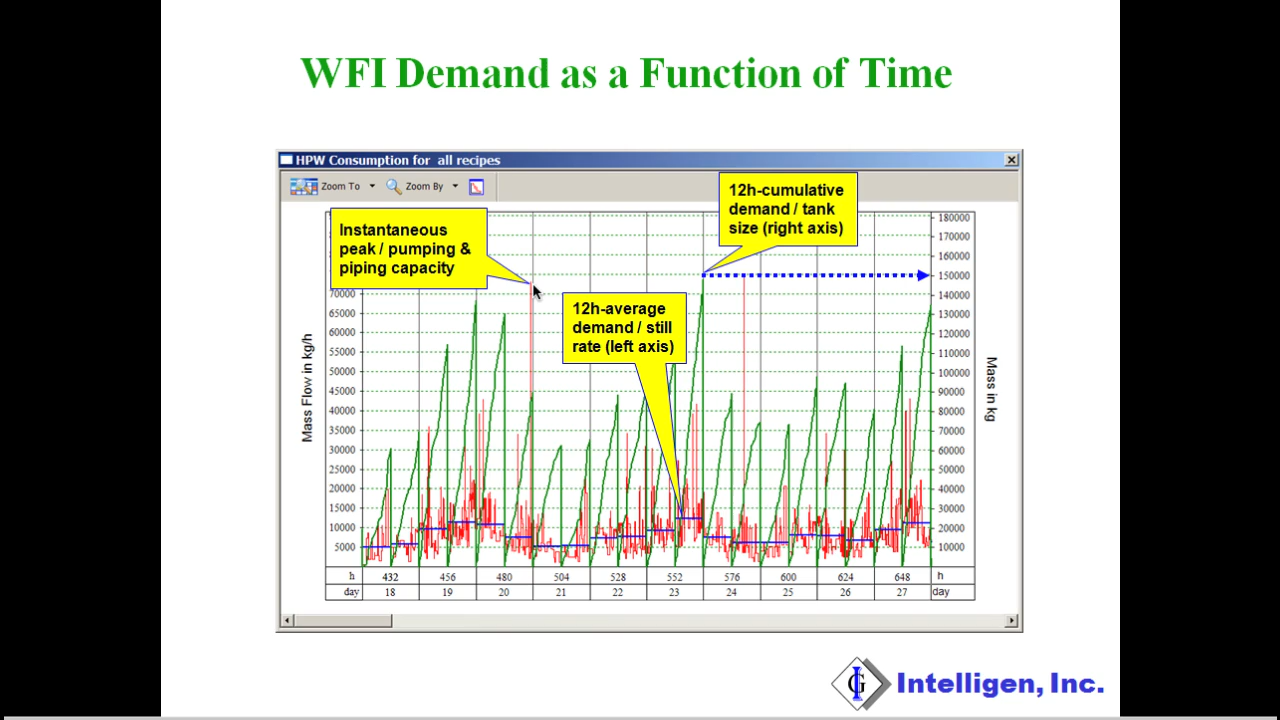 WFI Demand as a Function of Time
HPW Consumption for all recipes
Zoom To
Zoom By
Instantaneous
peak / pumping &
piping capacity
12h-cumulative
demand / tank
size (right axis)
12h-average
demand / still
rate (left axis)
Mass Flow in kg/h
70000
65000
60000
55000
50000
45000
40000
35000
30000
25000
20000
15000
10000
5000
180000
170000
160000
150000
140000
130000
120000
110000
100000
90000
80000
70000
60000
50000
40000
30000
20000
10000
Mass in kg
h 432 456 480 504 528 552 576 600 624 648 h
day 18 19 20 21 22 23 24 25 26 27 day
IG
Intelligen, Inc.